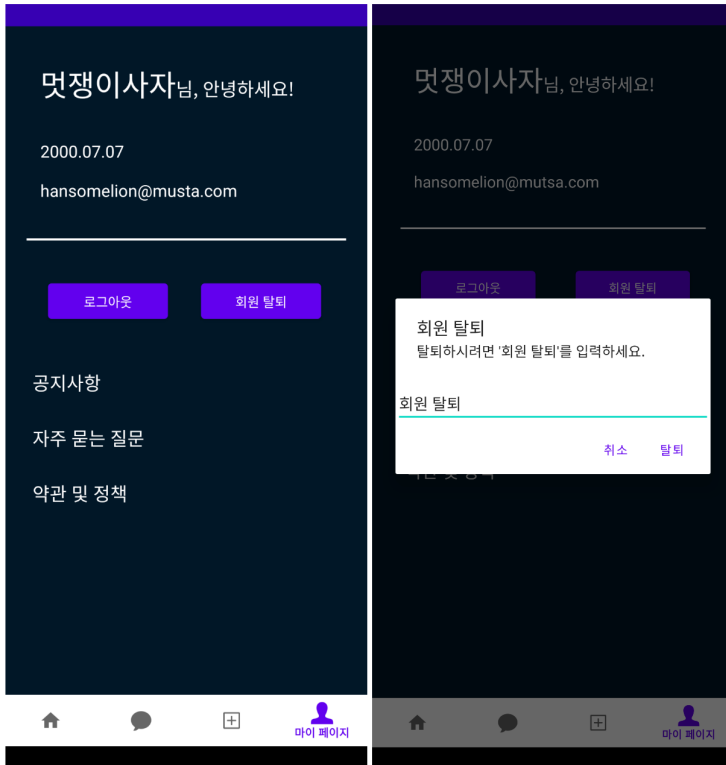 멋쟁이사자님, 안녕하세요!
2000.07.07
hansomelion@musta.com
로그아웃
회원 탈퇴
공지사항
자주 묻는 질문
약관 및 정책
마이 페이지
멋쟁이사자님, 안녕하세요!
2000.07.07
hansomelion@mutsa.com
로그아웃
회원 탈퇴
회원 탈퇴
탈퇴하시려면 '회원 탈퇴'를 입력하세요.
회원 탈퇴
취소
탈퇴
약관 및 정책
마이 페이지